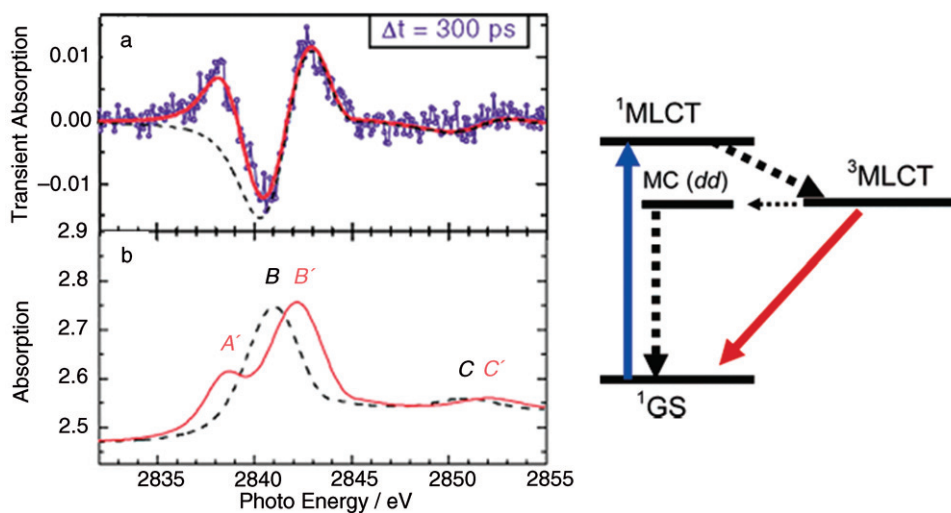 a
Δt = 300 ps
Transient Absorption
0.01
0.00
−0.01
2.9
b
B
B´
A´
C
C´
Absorption
2.8
2.7
2.6
2.5
2835
2840
2845
2850
2855
Photo Energy / eV
¹MLCT
MC (dd)
³MLCT
¹GS